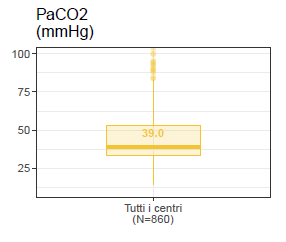 PaCO2
(mmHg)
100
75
50
39.0
25
Tutti i centri
(N=860)